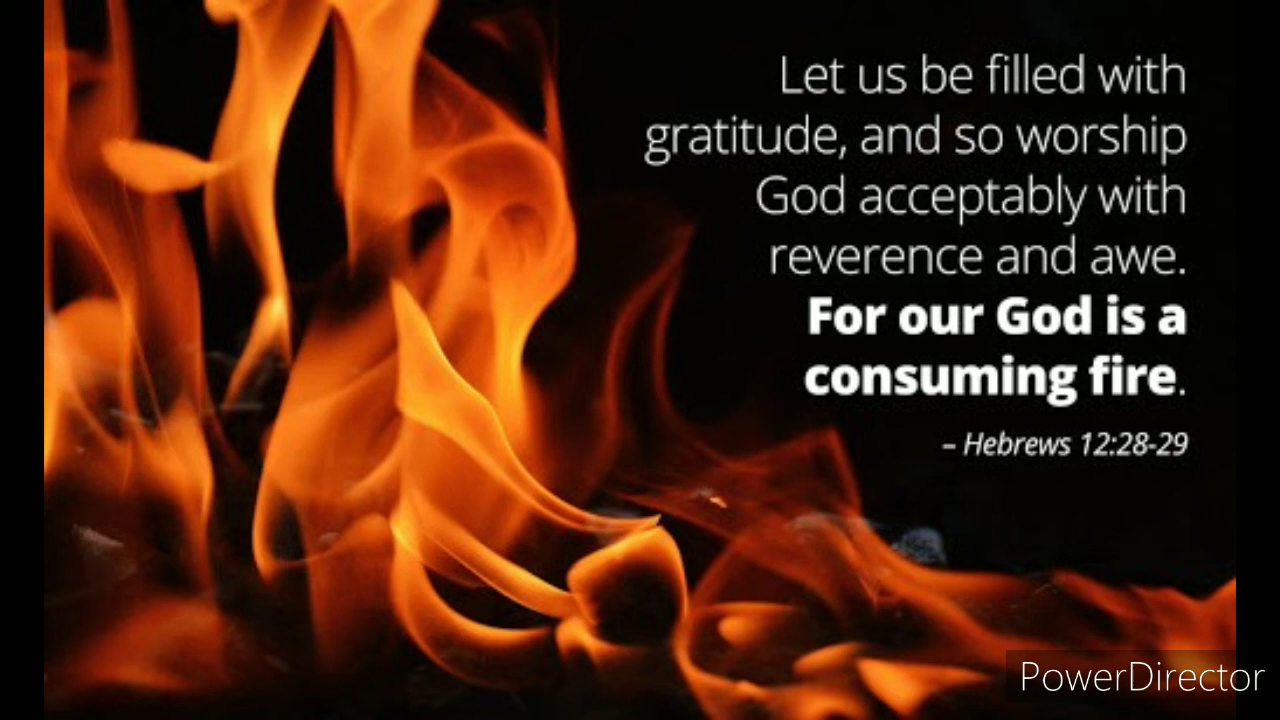 Let us be filled with
gratitude, and so worship
God acceptably with
reverence and awe.
For our God is a
consuming fire.
– Hebrews 12:28-29
PowerDirector